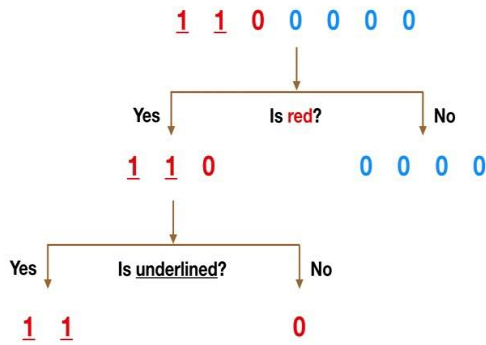 1 1 0 0 0 0 0
Yes Is red? No
1 1 0 0 0 0 0
Yes Is underlined? No
1 1 0